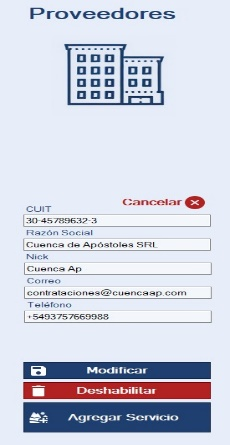 Proveedores
Cancelar
CUIT
30-45789632-3
Razón Social
Cuenca de Apóstoles SRL
Nick
Cuenca Ap
Correo
contrataciones@cuencaap.com
Teléfono
+5493757669988
Modificar
Deshabilitar
Agregar Servicio